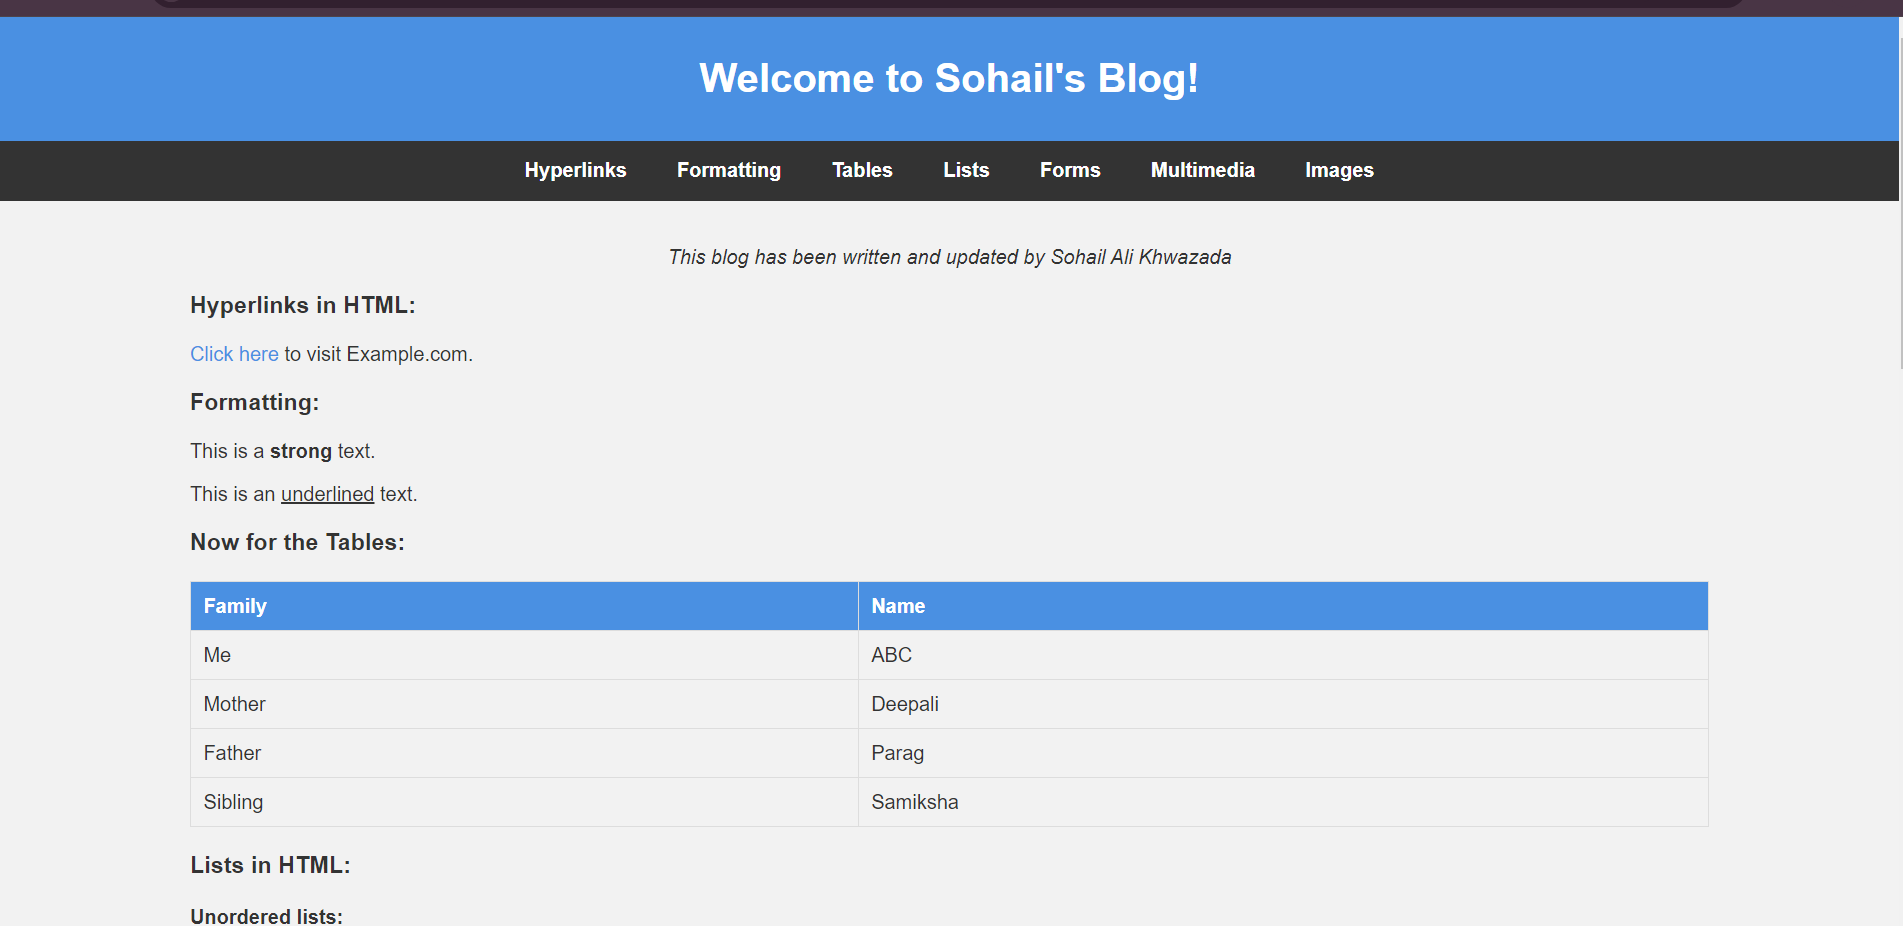 Welcome to Sohail's Blog!
Hyperlinks Formatting Tables Lists Forms Multimedia Images
This blog has been written and updated by Sohail Ali Khwazada
Hyperlinks in HTML:
Click here to visit Example.com.
Formatting:
This is a strong text.
This is an underlined text.
Now for the Tables:
Family Name
Me ABC
Mother Deepali
Father Parag
Sibling Samiksha
Lists in HTML:
Unordered lists: